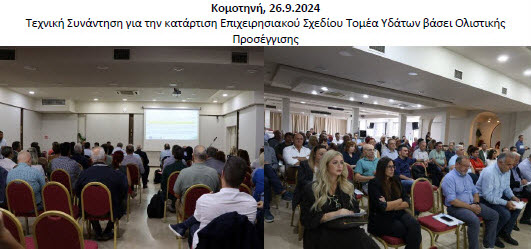 Κομοτηνή, 26.9.2024
Τεχνική Συνάντηση για την κατάρτιση Επιχειρησιακού Σχεδίου Τομέα Υδάτων βάσει Ολιστικής
Προσέγγισης